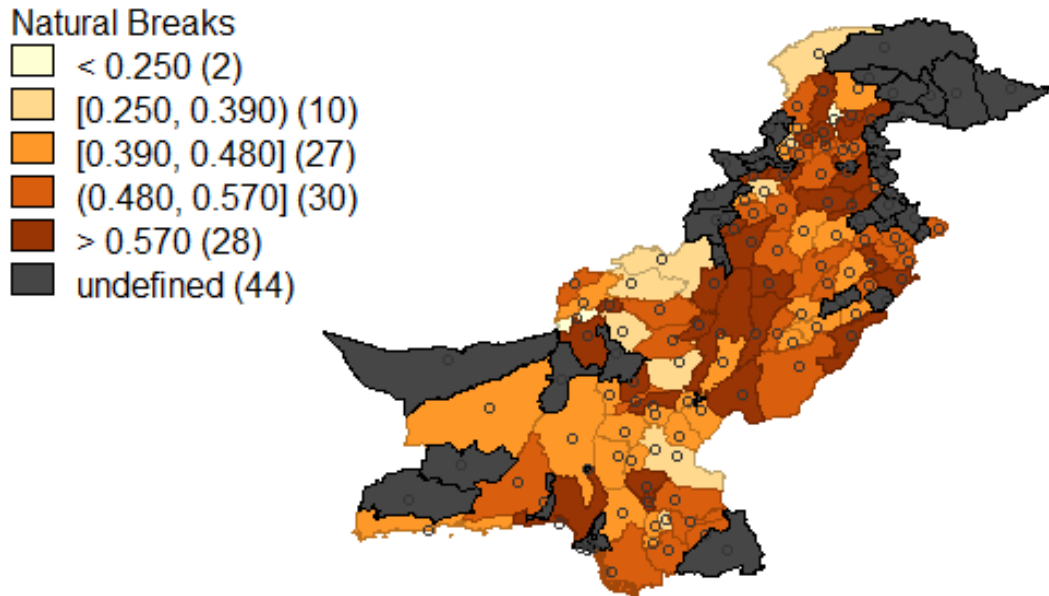 Natural Breaks
< 0.250 (2)
[0.250, 0.390) (10)
[0.390, 0.480] (27)
(0.480, 0.570] (30)
> 0.570 (28)
undefined (44)